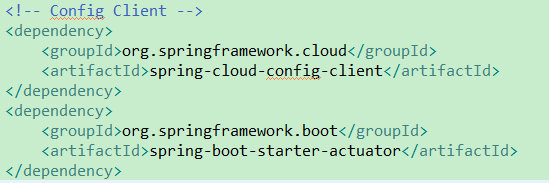 <!-- Config Client -->
<dependency>
    <groupId>org.springframework.cloud</groupId>
    <artifactId>spring-cloud-config-client</artifactId>
</dependency>
<dependency>
    <groupId>org.springframework.boot</groupId>
    <artifactId>spring-boot-starter-actuator</artifactId>
</dependency>